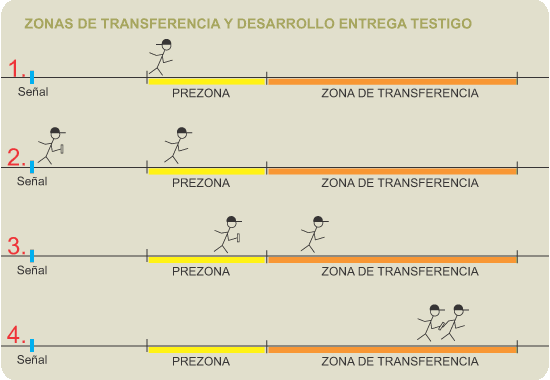 ZONAS DE TRANSFERENCIA Y DESARROLLO ENTREGA TESTIGO
1.
Señal PREZONA ZONA DE TRANSFERENCIA
2.
Señal PREZONA ZONA DE TRANSFERENCIA
3.
Señal PREZONA ZONA DE TRANSFERENCIA
4.
Señal PREZONA ZONA DE TRANSFERENCIA